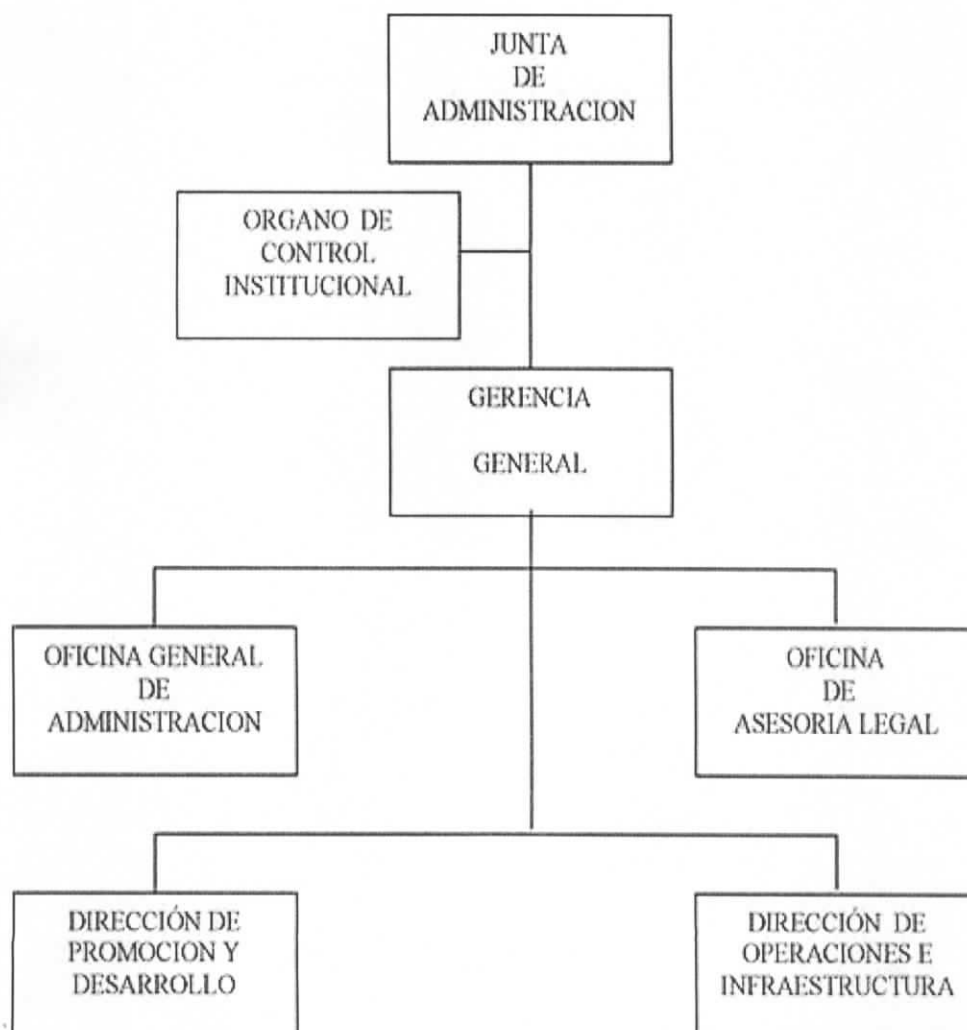 JUNTA
DE
ADMINISTRACION
ORGANO DE
CONTROL
INSTITUCIONAL
GERENCIA
GENERAL
OFICINA GENERAL
DE
ADMINISTRACION
OFICINA
DE
ASESORIA LEGAL
DIRECCIÓN DE
PROMOCION Y
DESARROLLO
DIRECCIÓN DE
OPERACIONES E
INFRAESTRUCTURA